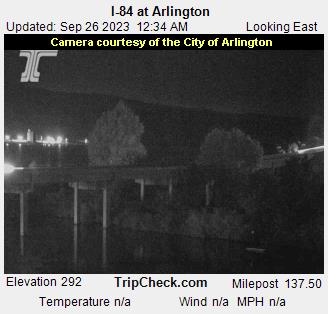 I-84 at Arlington
Updated: Sep 26 2023 12:34 AM Looking East
Camera courtesy of the City of Arlington
Elevation 292 TripCheck.com Milepost 137.50
Temperature n/a Wind n/a MPH n/a